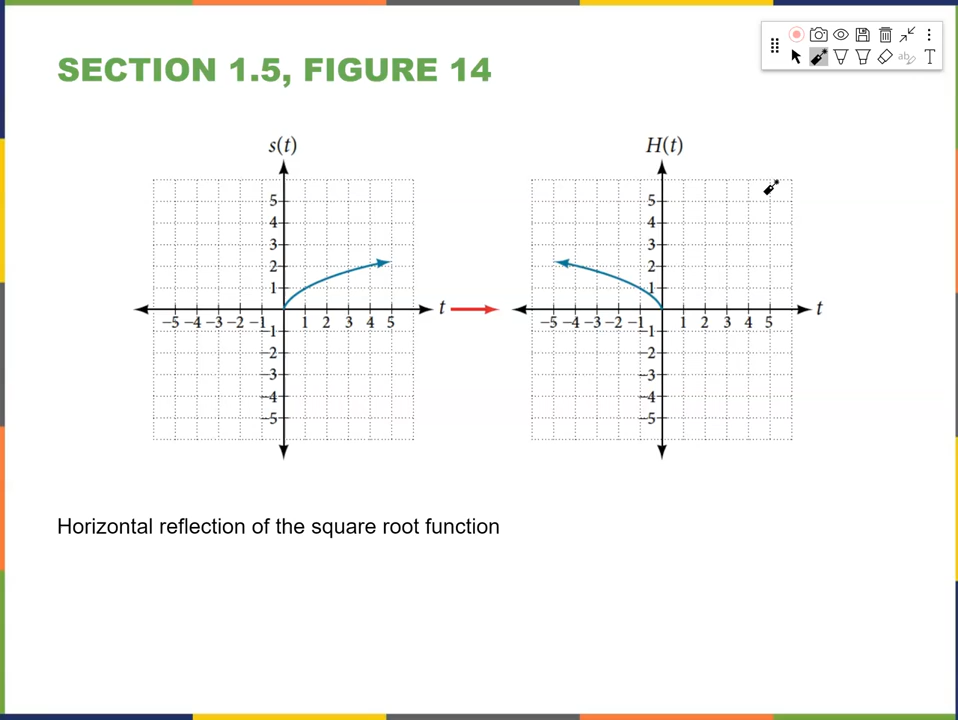 SECTION 1.5, FIGURE 14
s(t)
5
4
3
2
1
−5 −4 −3 −2 −1 1 2 3 4 5 t
−1
−2
−3
−4
−5
H(t)
5
4
3
2
1
−5 −4 −3 −2 −1 1 2 3 4 5 t
−1
−2
−3
−4
−5
Horizontal reflection of the square root function
ab
T